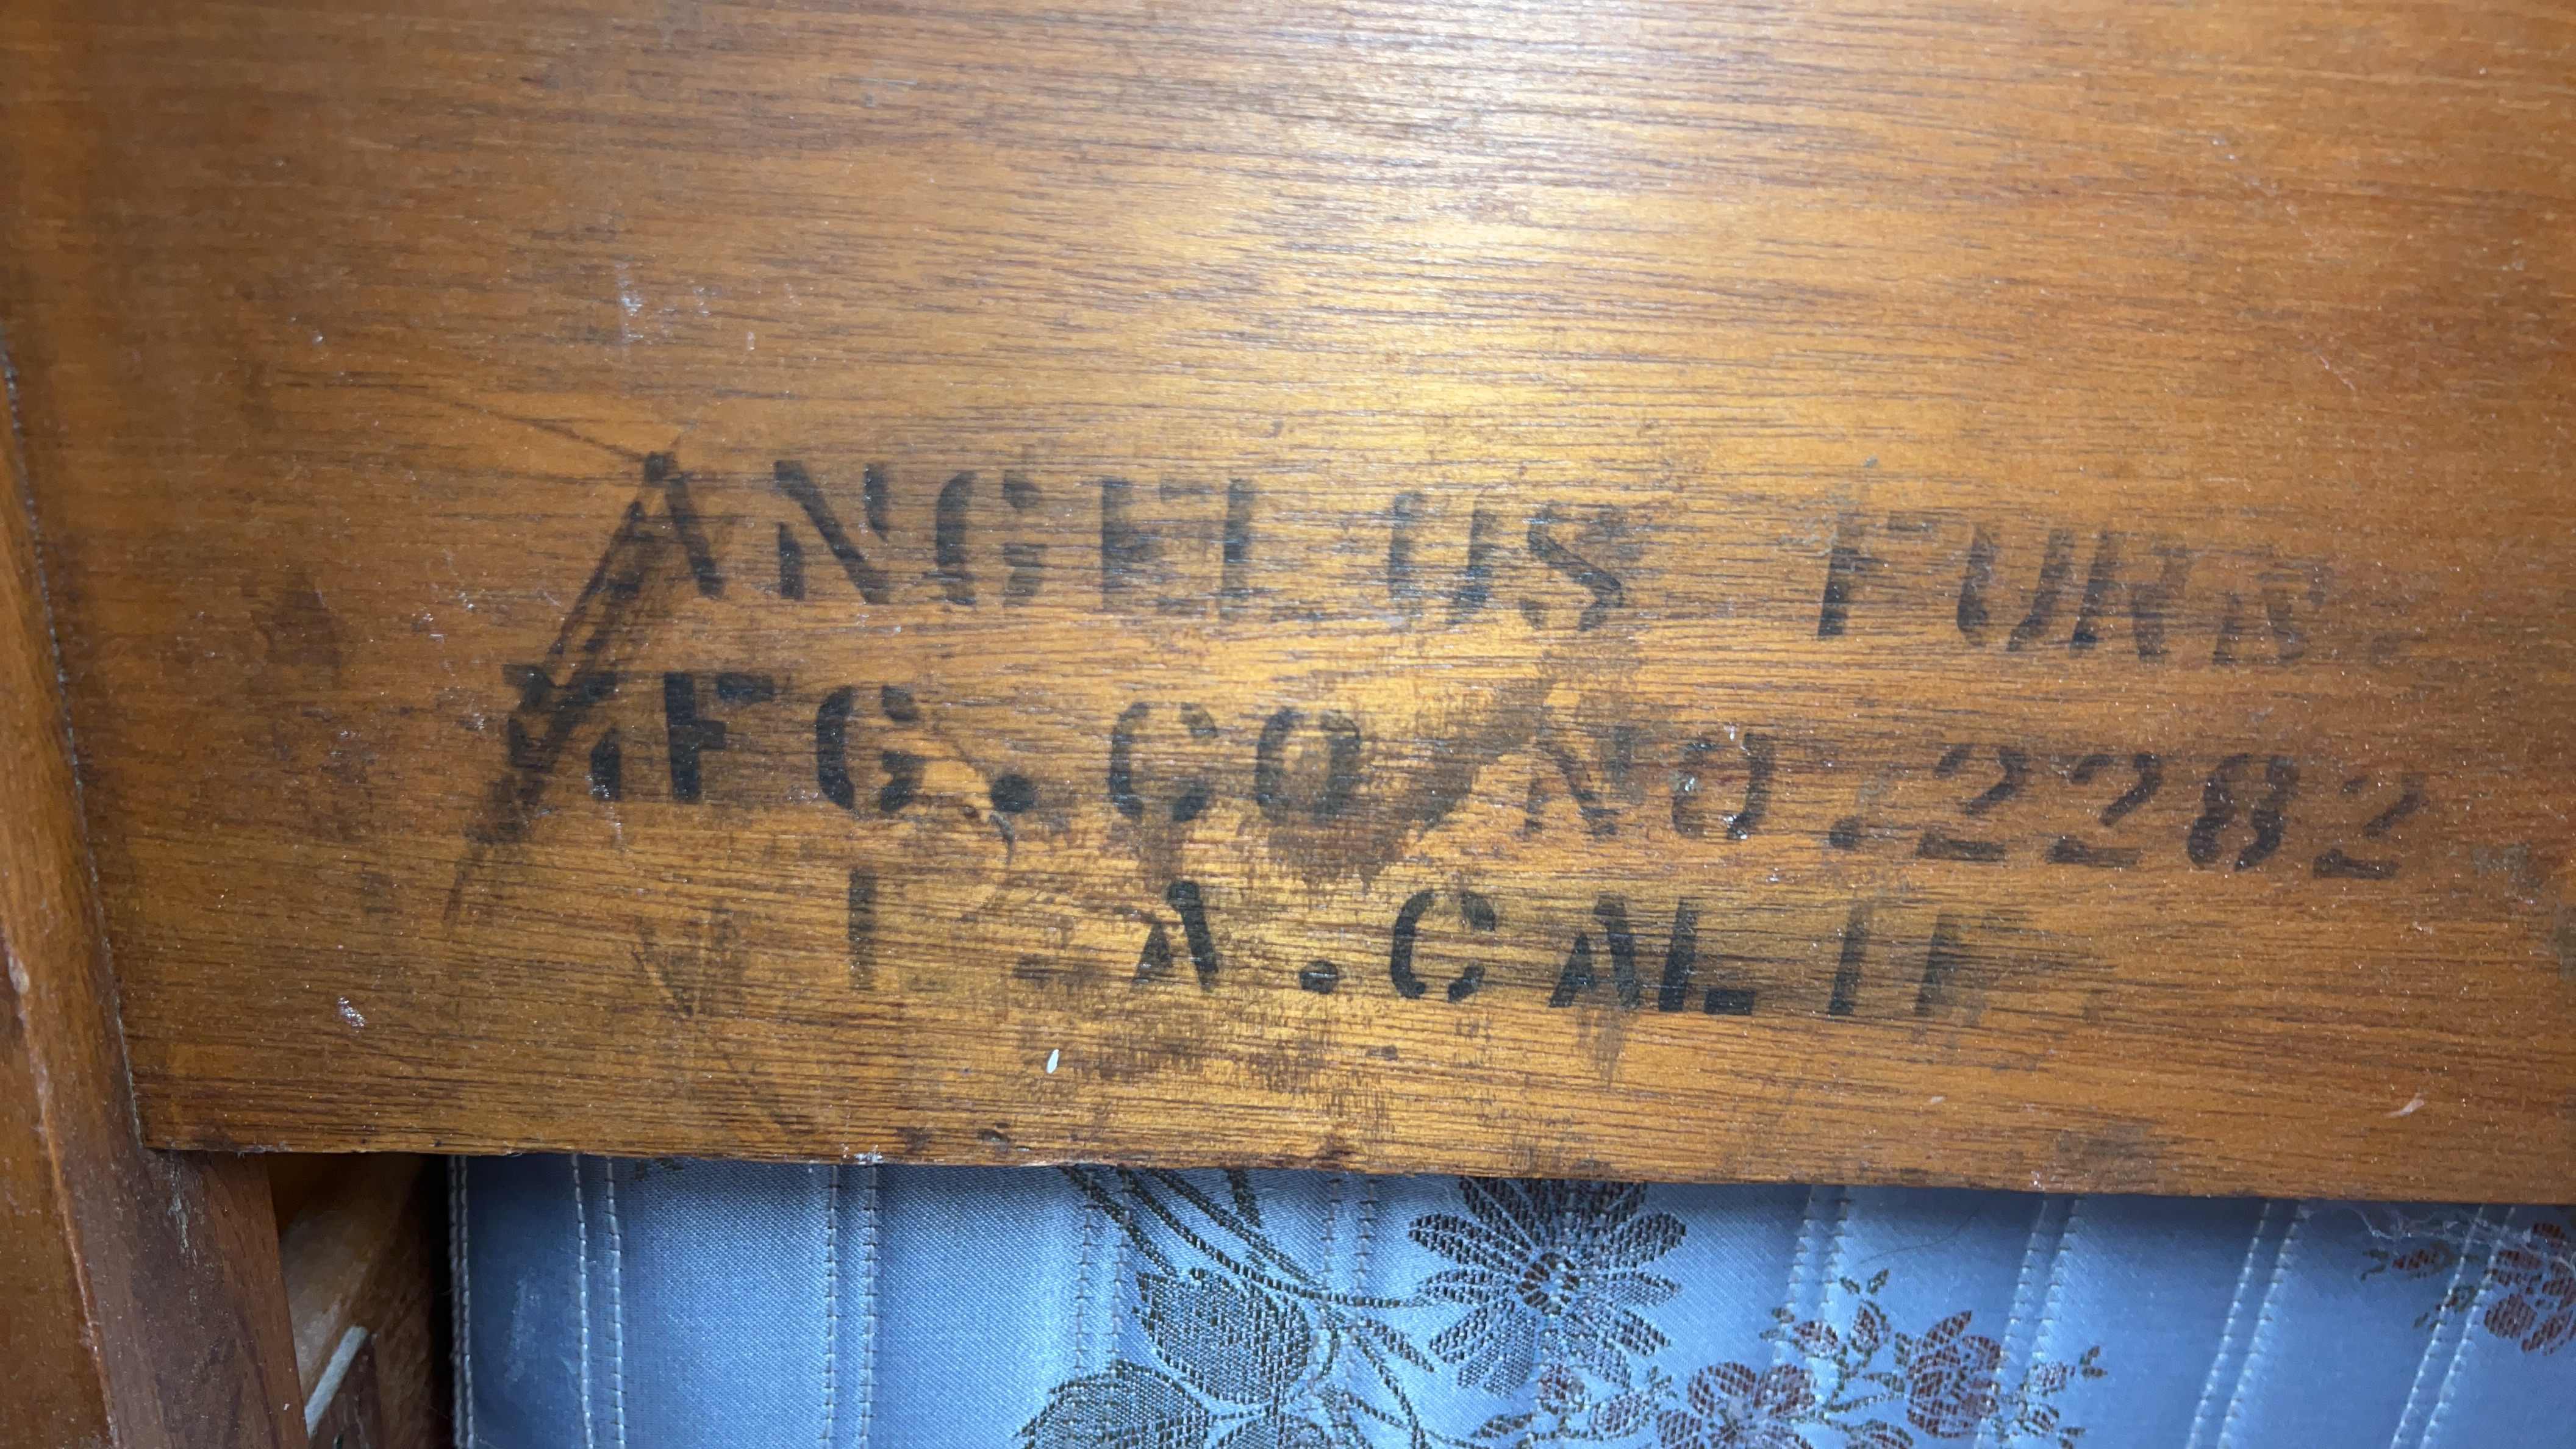 ANGELUS FURN.
MFG. CO NO. 2282
L.A. CALIF